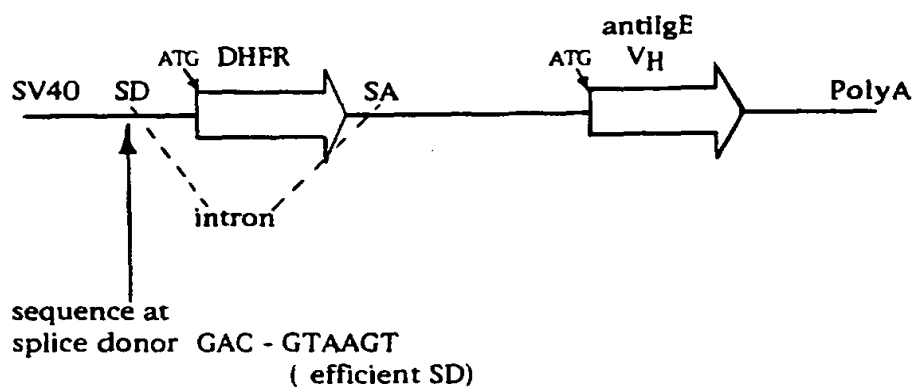 antiIgE
ATG DHFR ATG VH
SV40 SD SA PolyA
intron
sequence at
splice donor GAC - GTAAGT
( efficient SD)